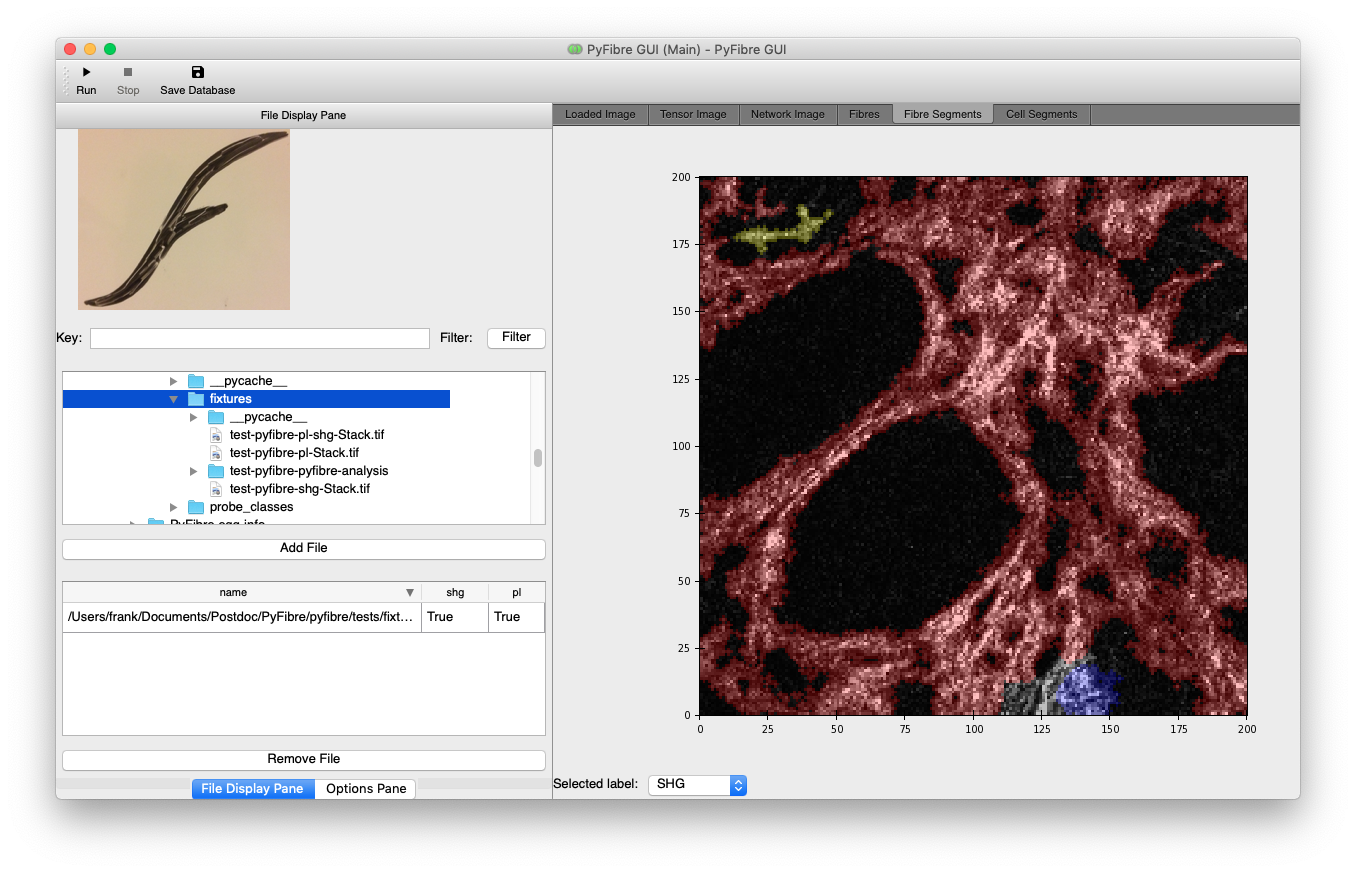 PyFibre GUI (Main) - PyFibre GUI
Run Stop Save Database
File Display Pane
Key: Filter: Filter
__pycache__
fixtures
__pycache__
test-pyfibre-pl-shg-Stack.tif
test-pyfibre-pl-Stack.tif
test-pyfibre-pyfibre-analysis
test-pyfibre-shg-Stack.tif
probe_classes
PyFibre.egg-info
Add File
name shg pl
/Users/frank/Documents/Postdoc/PyFibre/pyfibre/tests/fixt... True True
Remove File
File Display Pane Options Pane
Loaded Image Tensor Image Network Image Fibres Fibre Segments Cell Segments
200
175
150
125
100
75
50
25
0
0 25 50 75 100 125 150 175 200
Selected label: SHG